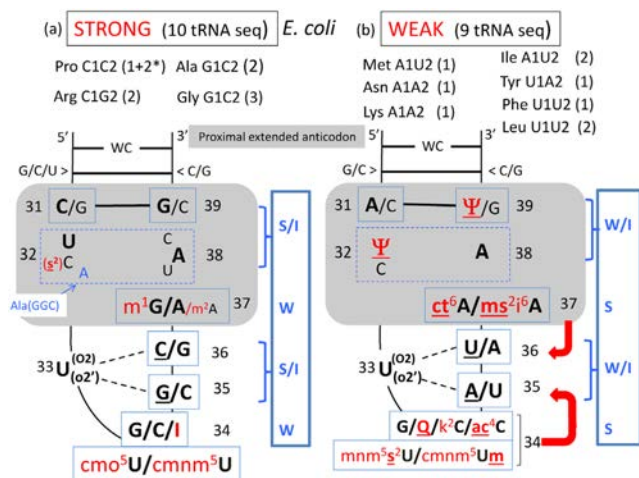 (a) STRONG (10 tRNA seq) E. coli (b) WEAK (9 tRNA seq)
Pro C1C2 (1+2*) Ala G1C2 (2)
Arg C1G2 (2) Gly G1C2 (3)
Met A1U2 (1) Ile A1U2 (2)
Asn A1A2 (1) Tyr U1A2 (1)
Lys A1A2 (1) Phe U1U2 (1)
Leu U1U2 (2)
5' 3' Proximal extended anticodon 5' 3'
WC WC
G/C/U > < C/G G/C > < C/G
31 C/G G/C 39 S/I
32 U (s²)C A C A U 38
Ala(GGC)
m¹G/A/m²A 37 W
33U (O2) (o2')
C/G 36 S/I
G/C 35
G/C/I 34 W
cmo⁵U/cmnm⁵U
31 A/C Ψ/G 39 W/I
32 Ψ C A 38
ct⁶A/ms²i⁶A 37 S
33U (O2) (o2')
U/A 36 W/I
A/U 35
G/Q/k²C/ac⁴C 34 S
mnm⁵s²U/cmnm⁵Um